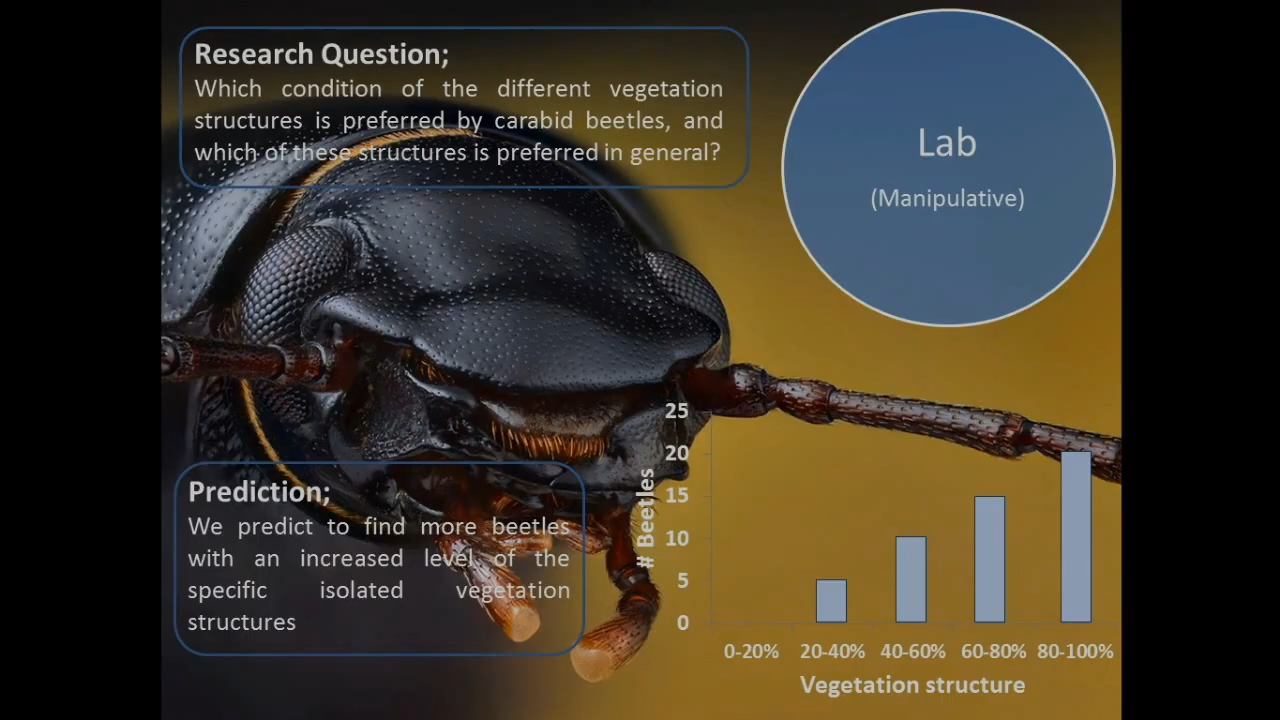 Research Question;
Which condition of the different vegetation
structures is preferred by carabid beetles, and
which of these structures is preferred in general?
Lab
(Manipulative)
Prediction;
We predict to find more beetles
with an increased level of the
specific isolated vegetation
structures
# Beetles
25
20
15
10
5
0
0-20% 20-40% 40-60% 60-80% 80-100%
Vegetation structure